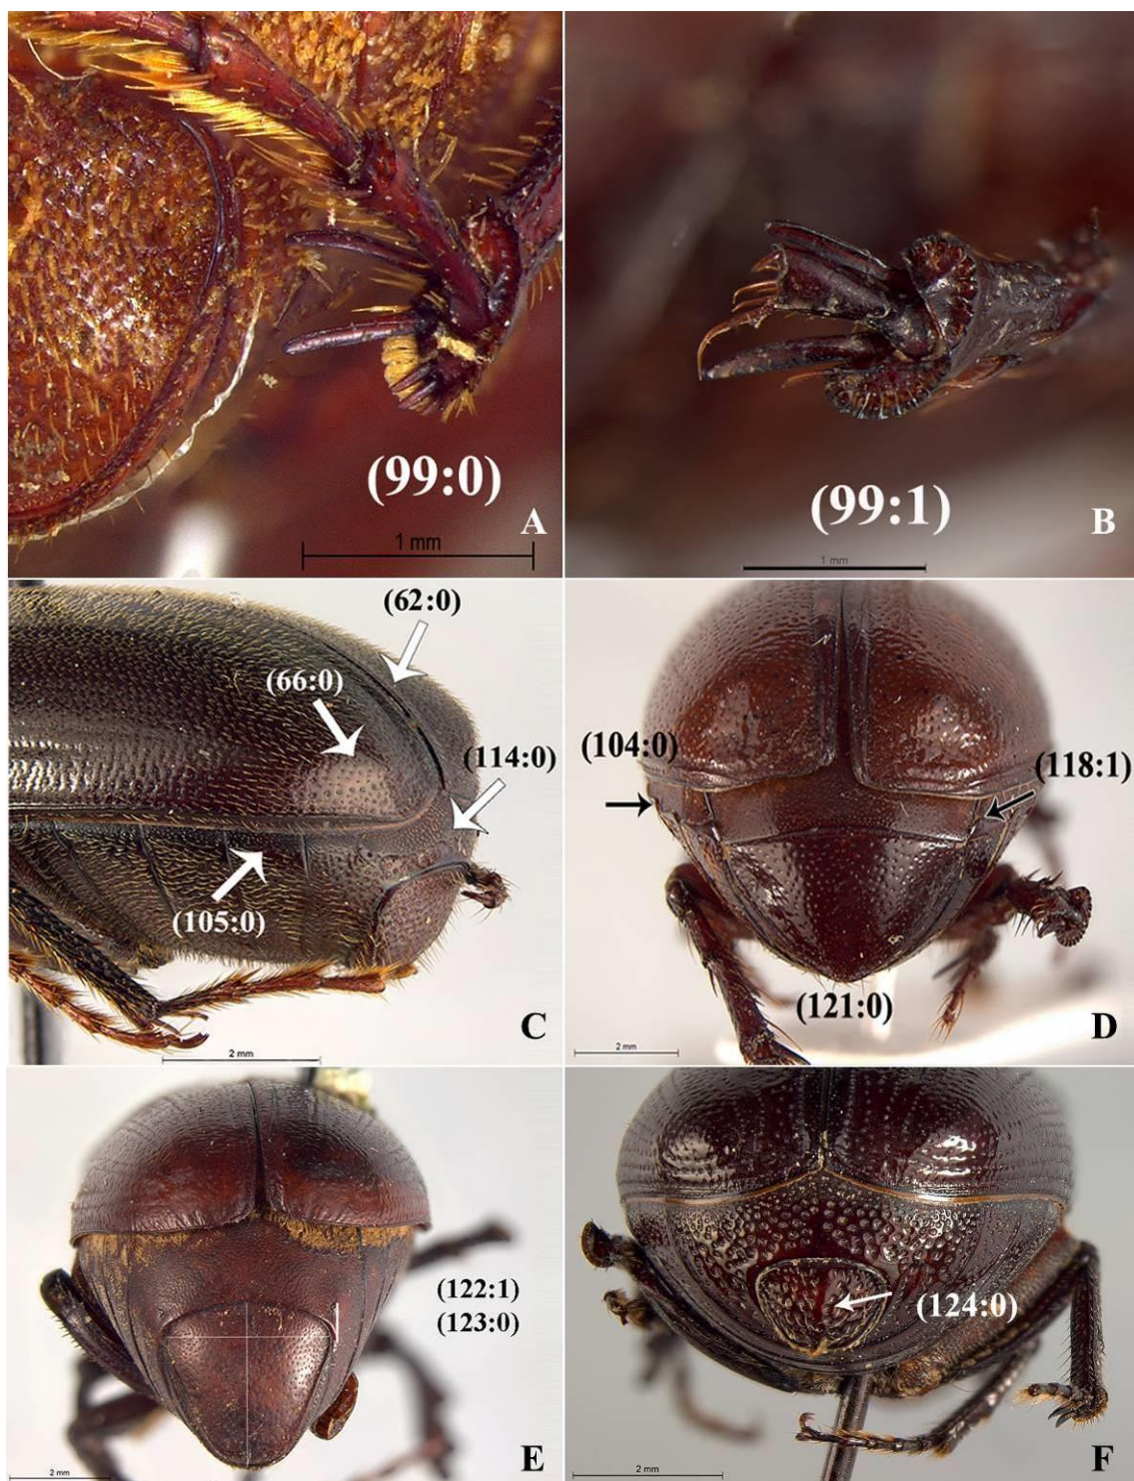 (99:0)
A
1 mm
(99:1)
B
1 mm
(62:0)
(66:0)
(114:0)
(105:0)
C
2 mm
(104:0)
(118:1)
(121:0)
D
2 mm
(122:1)
(123:0)
E
2 mm
(124:0)
F
2 mm